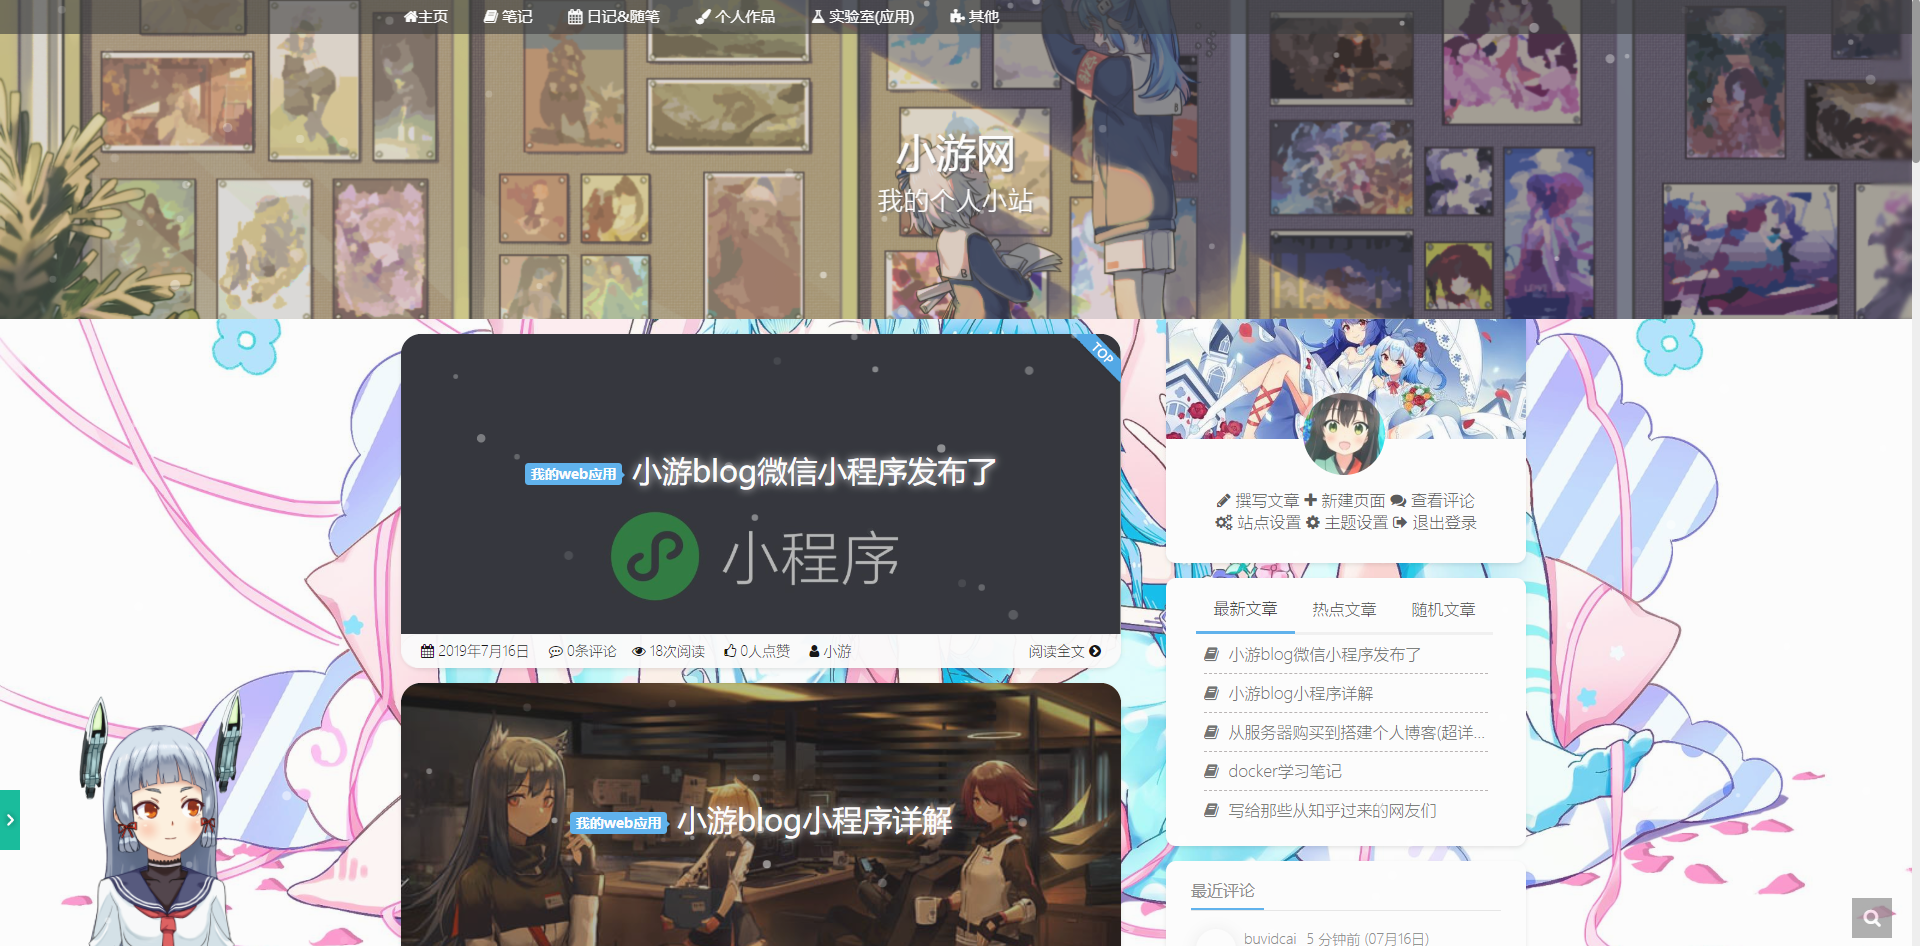 主页 笔记 日记&随笔 个人作品 实验室(应用) 其他
小游网
我的个人小站
TOP
我的web应用 小游blog微信小程序发布了
小程序
2019年7月16日 0条评论 18次阅读 0人点赞 小游 阅读全文
我的web应用 小游blog小程序详解
撰写文章 新建页面 查看评论
站点设置 主题设置 退出登录
最新文章 热点文章 随机文章
小游blog微信小程序发布了
小游blog小程序详解
从服务器购买到搭建个人博客(超详...
docker学习笔记
写给那些从知乎过来的网友们
最近评论
buvidcai 5 分钟前 (07月16日)